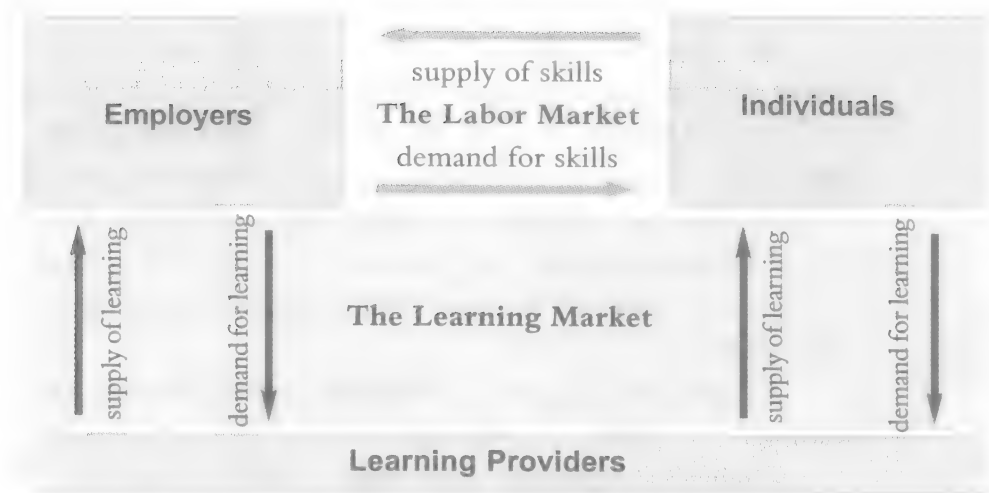 supply of skills
Employers
The Labor Market
Individuals
demand for skills
supply of learning
demand for learning
The Learning Market
supply of learning
demand for learning
Learning Providers